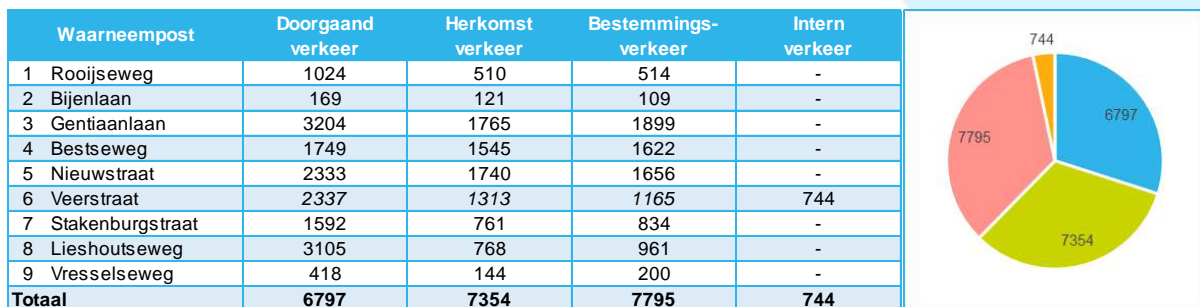 Waarneempost Doorgaand verkeer Herkomst verkeer Bestemmings- verkeer Intern verkeer
1 Rooijseweg 1024 510 514 -
2 Bijenlaan 169 121 109 -
3 Gentiaanlaan 3204 1765 1899 -
4 Bestseweg 1749 1545 1622 -
5 Nieuwstraat 2333 1740 1656 -
6 Veerstraat 2337 1313 1165 744
7 Stakenburgstraat 1592 761 834 -
8 Lieshoutseweg 3105 768 961 -
9 Vresselseweg 418 144 200 -
Totaal 6797 7354 7795 744
744
6797
7795
7354